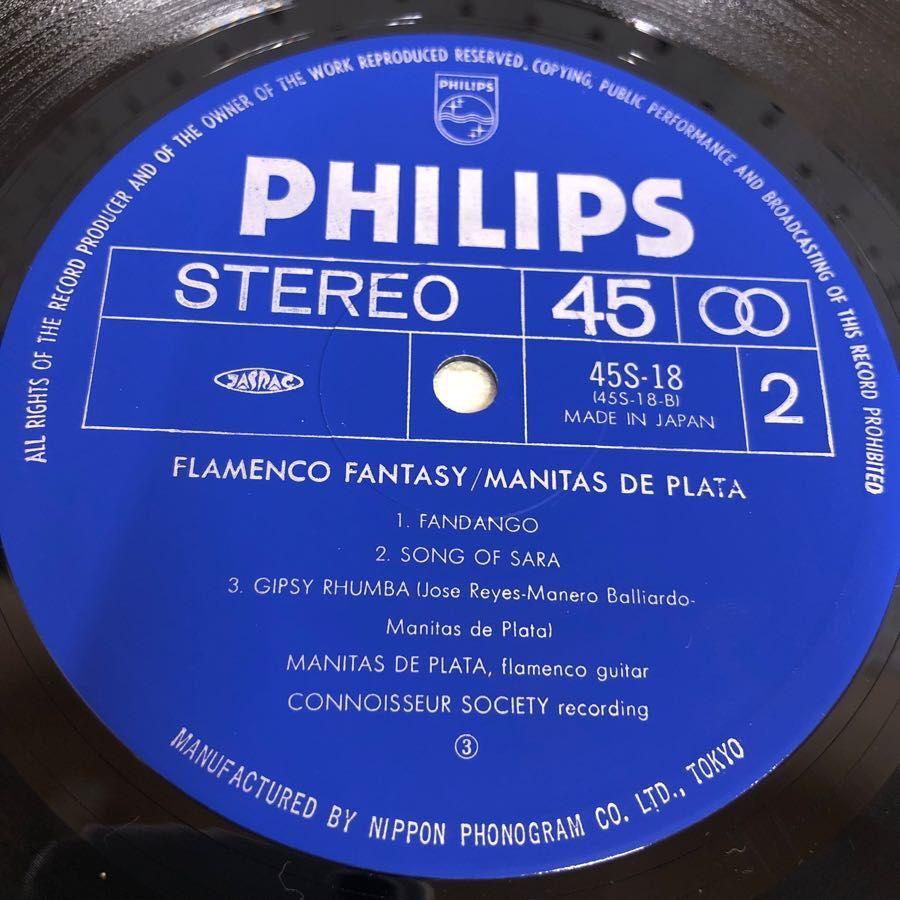 ALL RIGHTS OF THE RECORD PRODUCER AND OF THE OWNER OF THE WORK REPRODUCED RESERVED. COPYING, PUBLIC PERFORMANCE AND BROADCASTING OF THIS RECORD PROHIBITED
PHILIPS
PHILIPS
STEREO 45
JASRAC
45S-18
(45S-18-B)
MADE IN JAPAN
2
FLAMENCO FANTASY/MANITAS DE PLATA
1. FANDANGO
2. SONG OF SARA
3. GIPSY RHUMBA (Jose Reyes-Manero Balliardo-
Manitas de Plata)
MANITAS DE PLATA, flamenco guitar
CONNOISSEUR SOCIETY recording
③
MANUFACTURED BY NIPPON PHONOGRAM CO. LTD., TOKYO